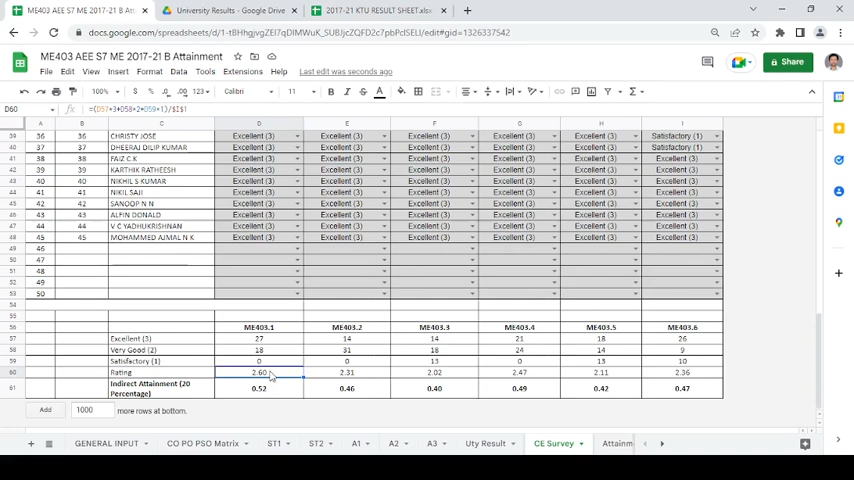 ME403 AEE S7 ME 2017-21 B Attai
University Results - Google Drive
2017-21 KTU RESULT SHEET.xlsx
ME403 AEE S7 ME 2017-21 B Attainment
File Edit View Insert Format Data Tools Extensions Help Last edit was seconds ago
Share
100% $ % .0 .00 123 Calibri 11 B I S A
D60 fx =(D57*3+D58*2+D59*1)/$I$1
A B C D E F G H I
39 36 36 CHRISTY JOSE Excellent (3) Excellent (3) Excellent (3) Excellent (3) Excellent (3) Satisfactory (1)
40 37 37 DHEERAJ DILIP KUMAR Excellent (3) Excellent (3) Excellent (3) Excellent (3) Excellent (3) Satisfactory (1)
41 38 38 FAIZ C.K Excellent (3) Excellent (3) Excellent (3) Excellent (3) Excellent (3) Excellent (3)
42 39 39 KARTHIK RATHEESH Excellent (3) Excellent (3) Excellent (3) Excellent (3) Excellent (3) Excellent (3)
43 40 40 NIKHIL S KUMAR Excellent (3) Excellent (3) Excellent (3) Excellent (3) Excellent (3) Excellent (3)
44 41 41 NIKIL SAJI Excellent (3) Excellent (3) Excellent (3) Excellent (3) Excellent (3) Excellent (3)
45 42 42 SANOOP N N Excellent (3) Excellent (3) Excellent (3) Excellent (3) Excellent (3) Excellent (3)
46 43 43 ALFIN DONALD Excellent (3) Excellent (3) Excellent (3) Excellent (3) Excellent (3) Excellent (3)
47 44 44 V C YADHUKRISHNAN Excellent (3) Excellent (3) Excellent (3) Excellent (3) Excellent (3) Excellent (3)
48 45 45 MOHAMMED AJMAL N K Excellent (3) Excellent (3) Excellent (3) Excellent (3) Excellent (3) Excellent (3)
49 46
50 47
51 48
52 49
53 50
54
55
56 ME403.1 ME403.2 ME403.3 ME403.4 ME403.5 ME403.6
57 Excellent (3) 27 14 14 21 18 26
58 Very Good (2) 18 31 18 24 14 9
59 Satisfactory (1) 0 0 13 0 13 10
60 Rating 2.60 2.31 2.02 2.47 2.11 2.36
61 Indirect Attainment (20 Percentage) 0.52 0.46 0.40 0.49 0.42 0.47
Add 1000 more rows at bottom.
GENERAL INPUT CO PO PSO Matrix ST1 ST2 A1 A2 A3 Uty Result CE Survey Attainm